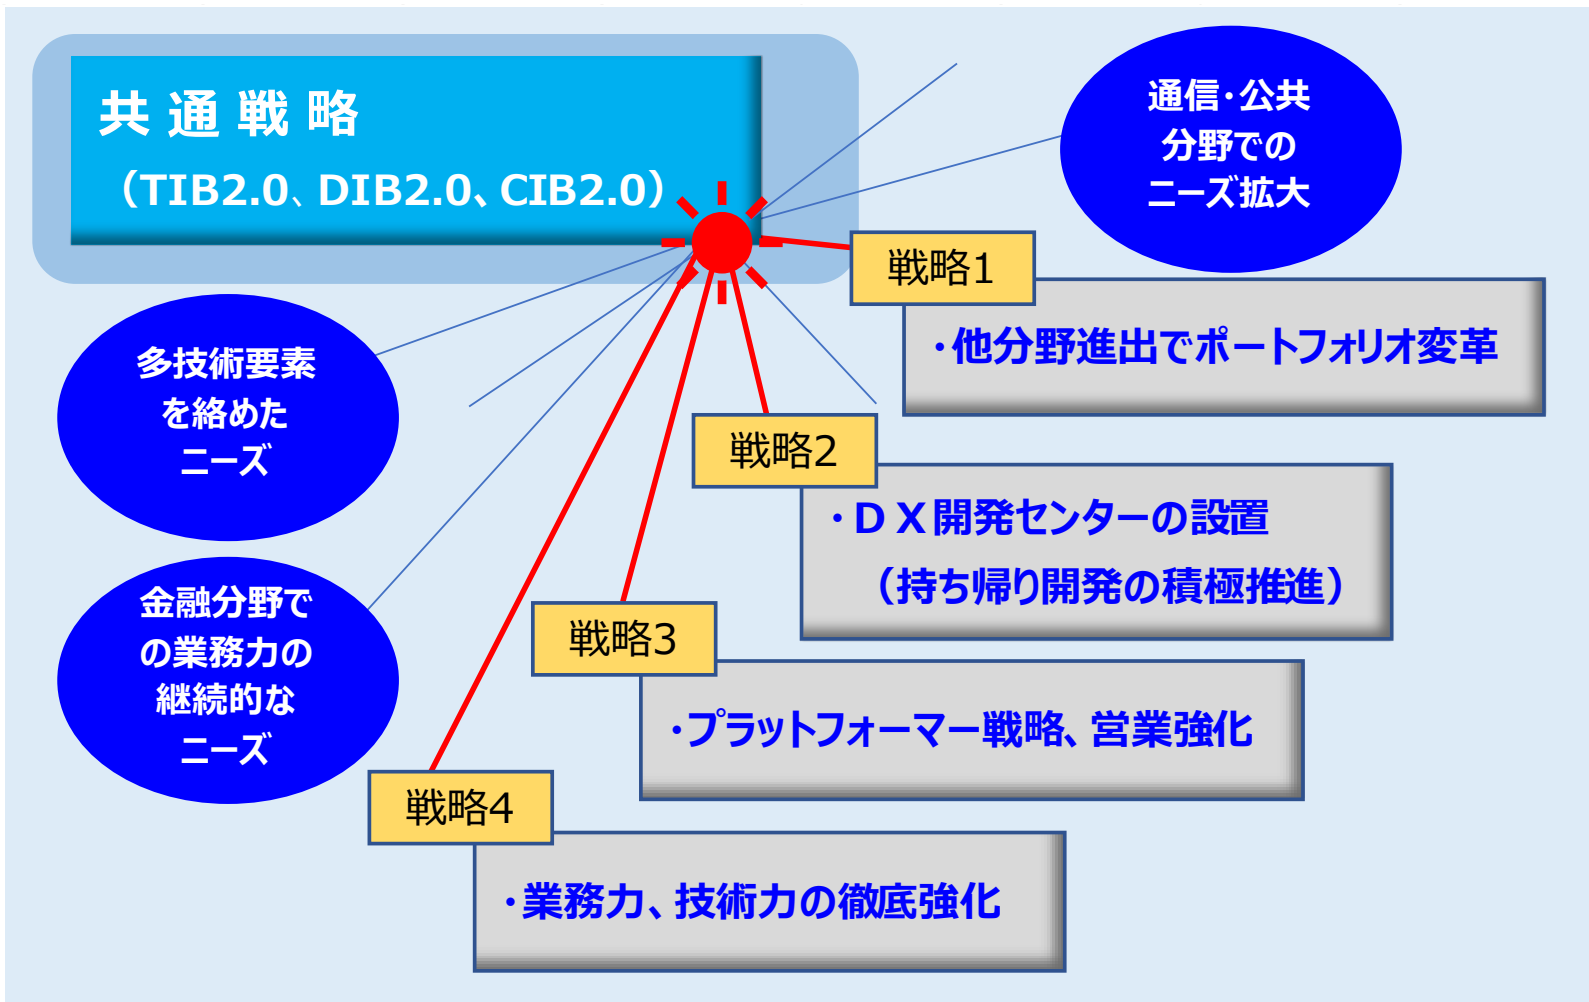 共通戦略
（TIB2.0、DIB2.0、CIB2.0）
通信・公共
分野での
ニーズ拡大
戦略1
・他分野進出でポートフォリオ変革
多技術要素
を絡めた
ニーズ
戦略2
・ＤＸ開発センターの設置
（持ち帰り開発の積極推進）
金融分野で
の業務力の
継続的な
ニーズ
戦略3
・プラットフォーマー戦略、営業強化
戦略4
・業務力、技術力の徹底強化